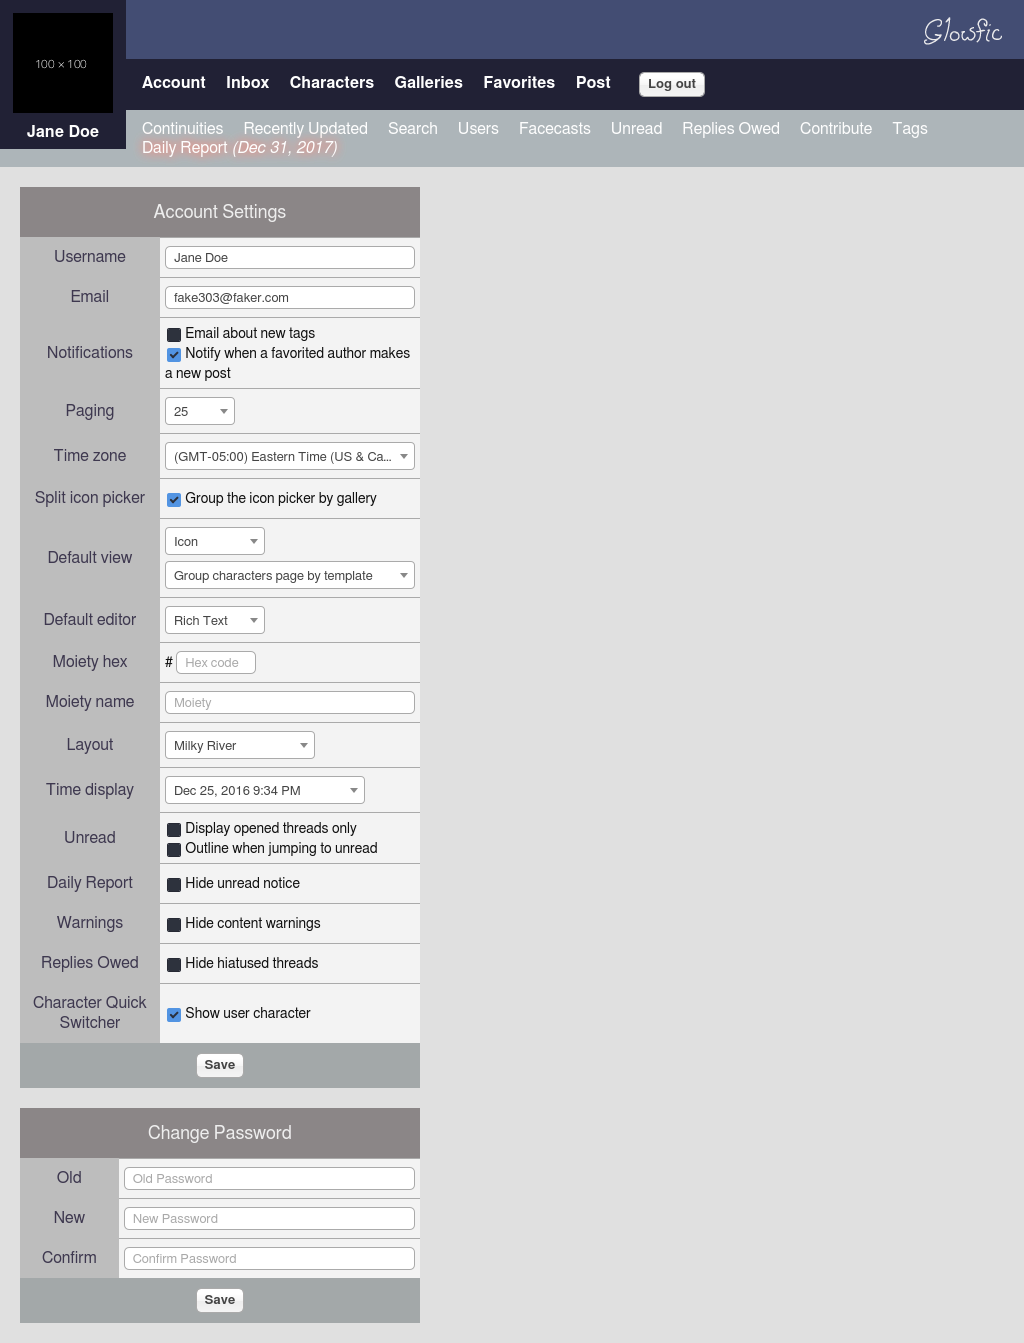 Glowfic
100 × 100
Jane Doe
Account Inbox Characters Galleries Favorites Post Log out
Continuities Recently Updated Search Users Facecasts Unread Replies Owed Contribute Tags
Daily Report (Dec 31, 2017)
Account Settings
Username Jane Doe
Email fake303@faker.com
Notifications
Email about new tags
Notify when a favorited author makes
a new post
Paging 25
Time zone (GMT-05:00) Eastern Time (US & Ca...
Split icon picker Group the icon picker by gallery
Default view
Icon
Group characters page by template
Default editor Rich Text
Moiety hex # Hex code
Moiety name Moiety
Layout Milky River
Time display Dec 25, 2016 9:34 PM
Unread
Display opened threads only
Outline when jumping to unread
Daily Report Hide unread notice
Warnings Hide content warnings
Replies Owed Hide hiatused threads
Character Quick
Switcher
Show user character
Save
Change Password
Old Old Password
New New Password
Confirm Confirm Password
Save